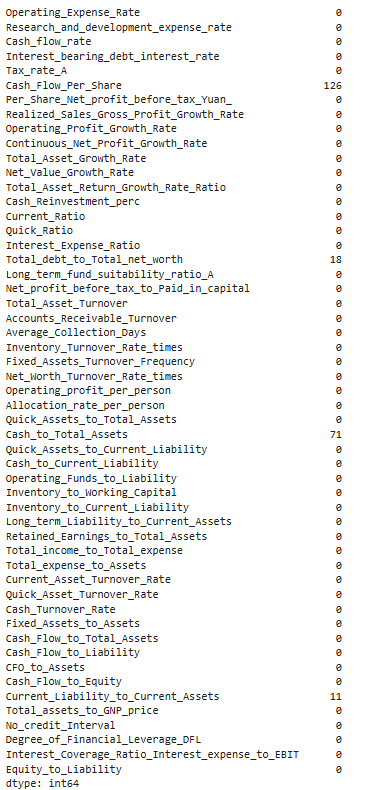 Operating_Expense_Rate 0
Research_and_development_expense_rate 0
Cash_flow_rate 0
Interest_bearing_debt_interest_rate 0
Tax_rate_A 0
Cash_Flow_Per_Share 126
Per_Share_Net_profit_before_tax_Yuan_ 0
Realized_Sales_Gross_Profit_Growth_Rate 0
Operating_Profit_Growth_Rate 0
Continuous_Net_Profit_Growth_Rate 0
Total_Asset_Growth_Rate 0
Net_Value_Growth_Rate 0
Total_Asset_Return_Growth_Rate_Ratio 0
Cash_Reinvestment_perc 0
Current_Ratio 0
Quick_Ratio 0
Interest_Expense_Ratio 0
Total_debt_to_Total_net_worth 18
Long_term_fund_suitability_ratio_A 0
Net_profit_before_tax_to_Paid_in_capital 0
Total_Asset_Turnover 0
Accounts_Receivable_Turnover 0
Average_Collection_Days 0
Inventory_Turnover_Rate_times 0
Fixed_Assets_Turnover_Frequency 0
Net_Worth_Turnover_Rate_times 0
Operating_profit_per_person 0
Allocation_rate_per_person 0
Quick_Assets_to_Total_Assets 0
Cash_to_Total_Assets 71
Quick_Assets_to_Current_Liability 0
Cash_to_Current_Liability 0
Operating_Funds_to_Liability 0
Inventory_to_Working_Capital 0
Inventory_to_Current_Liability 0
Long_term_Liability_to_Current_Assets 0
Retained_Earnings_to_Total_Assets 0
Total_income_to_Total_expense 0
Total_expense_to_Assets 0
Current_Asset_Turnover_Rate 0
Quick_Asset_Turnover_Rate 0
Cash_Turnover_Rate 0
Fixed_Assets_to_Assets 0
Cash_Flow_to_Total_Assets 0
Cash_Flow_to_Liability 0
CFO_to_Assets 0
Cash_Flow_to_Equity 0
Current_Liability_to_Current_Assets 11
Total_assets_to_GNP_price 0
No_credit_Interval 0
Degree_of_Financial_Leverage_DFL 0
Interest_Coverage_Ratio_Interest_expense_to_EBIT 0
Equity_to_Liability 0
dtype: int64